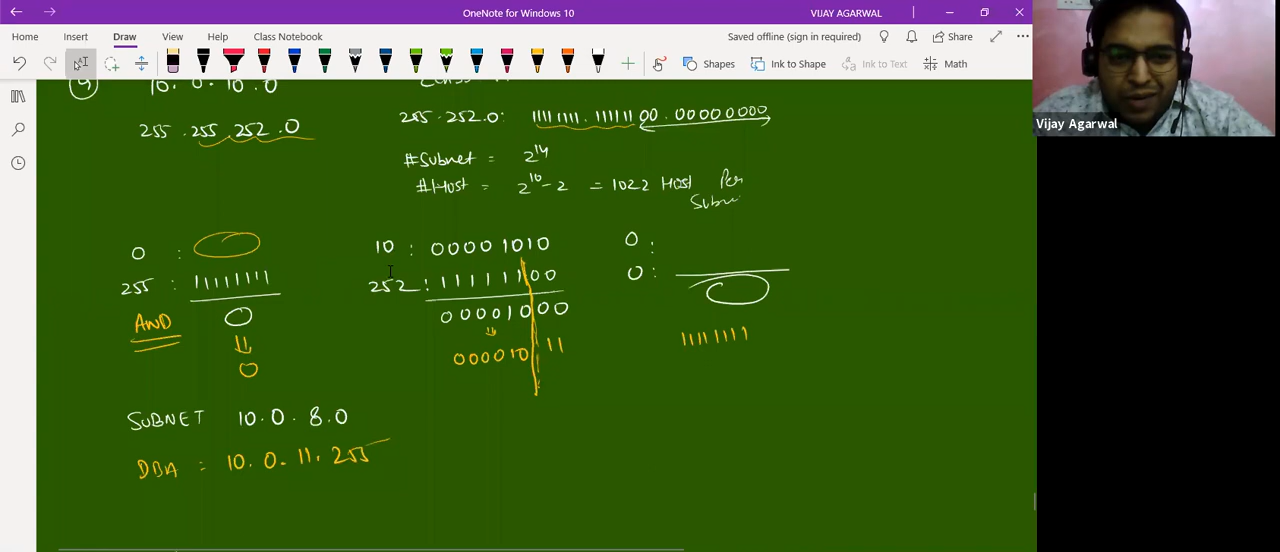 OneNote for Windows 10
VIJAY AGARWAL
Home Insert Draw View Help Class Notebook
Saved offline (sign in required)
Share
Shapes
Ink to Shape
Ink to Text
Math
Vijay Agarwal
10.0.10.0
255.255.252.0
255.252.0: 11111111.11111100.00000000
#Subnet = 2^14
#Host = 2^10-2 = 1022 Host Per
0 :
255 : 11111111
AND
0
0
10 : 00001010
252 : 11111100
00001000
00001011
0 :
0 :
11111111
SUBNET 10.0.8.0
DBA = 10.0.11.255